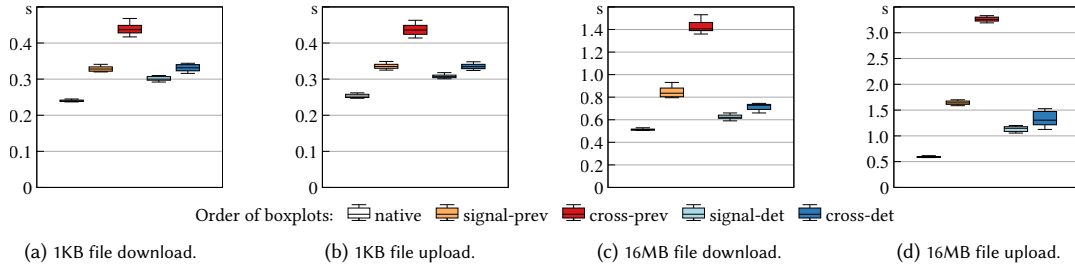 s
0.4
0.3
0.2
0.1
0
s
0.4
0.3
0.2
0.1
0
s
1.4
1.2
1.0
0.8
0.6
0.4
0.2
0
s
3.0
2.5
2.0
1.5
1.0
0.5
0
Order of boxplots: native signal-prev cross-prev signal-det cross-det
(a) 1KB file download.
(b) 1KB file upload.
(c) 16MB file download.
(d) 16MB file upload.